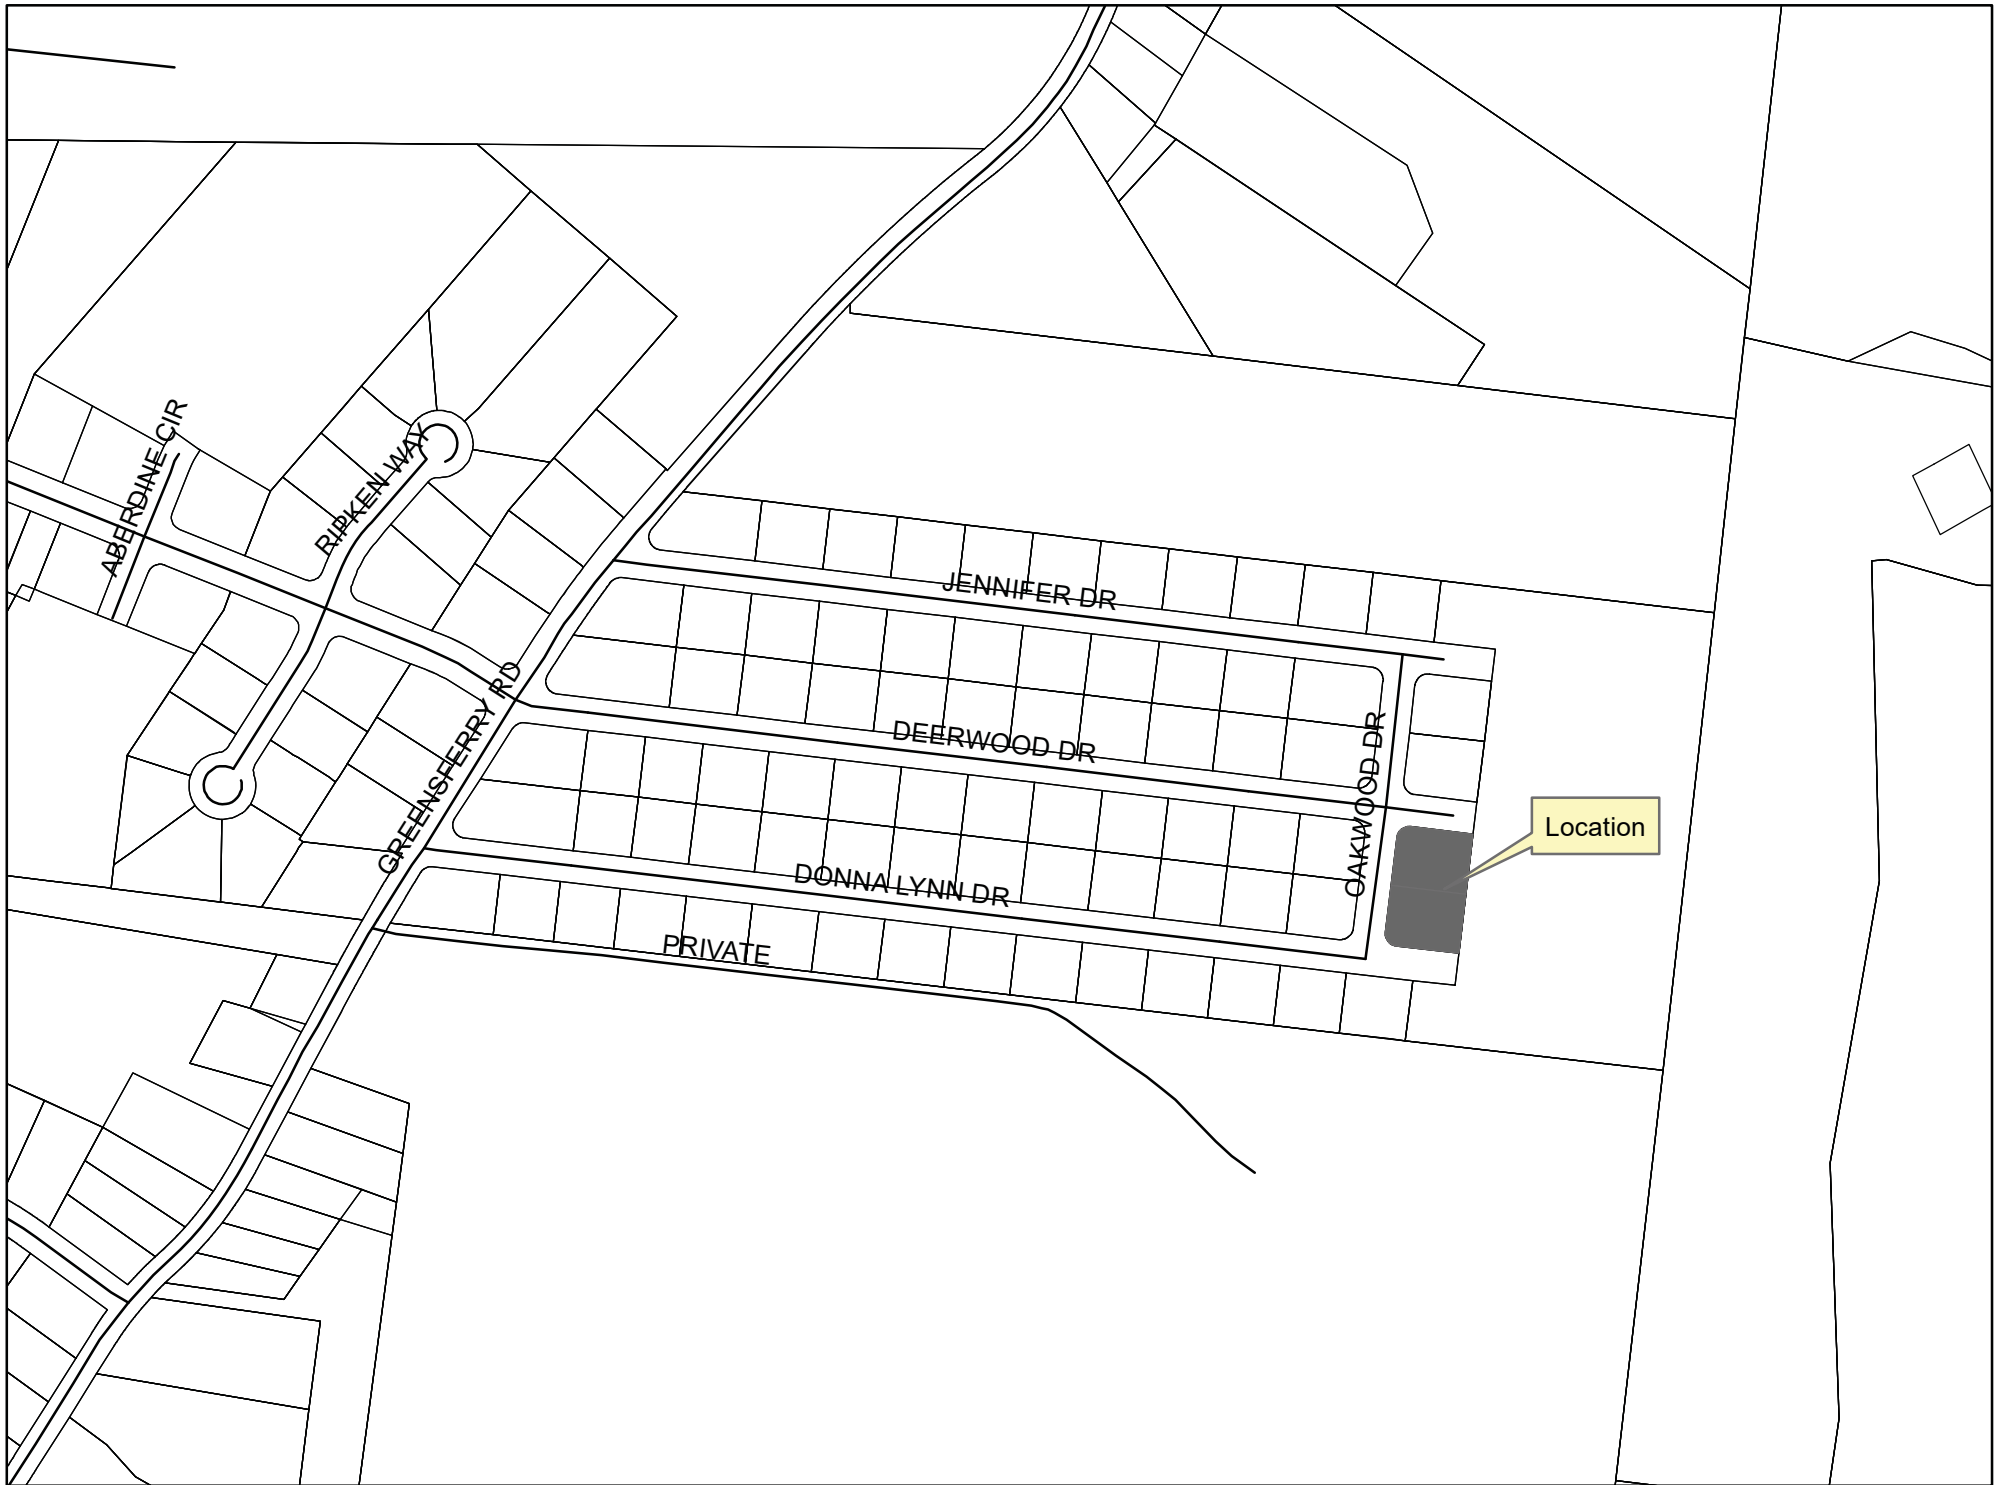 ABERDINE CIR
RIPKEN WAY
JENNIFER DR
GREENSFERRY RD
DEERWOOD DR
OAKWOOD DR
Location
DONNA LYNN DR
PRIVATE